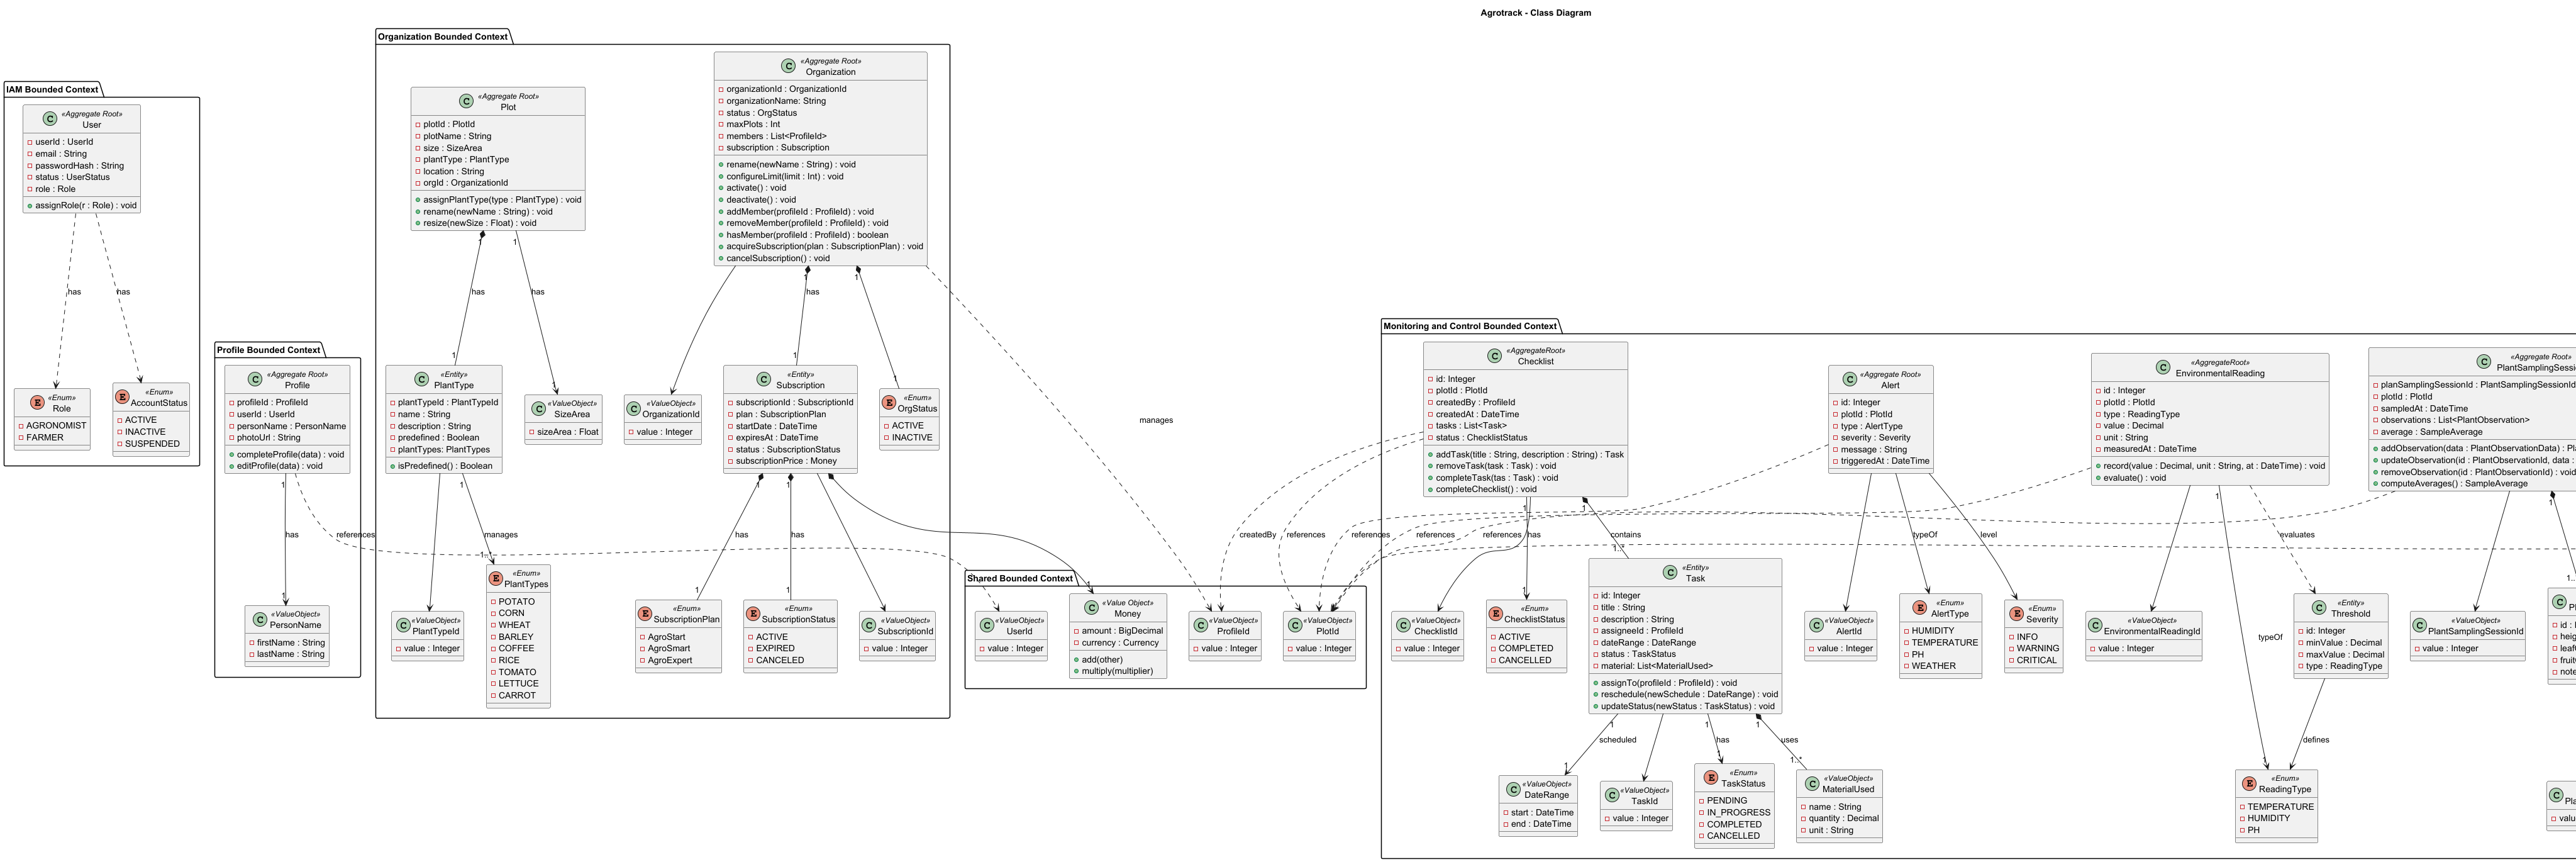 Agrotrack - Class Diagram
IAM Bounded Context
«Aggregate Root»
User
userId : UserId
email : String
passwordHash : String
status : UserStatus
role : Role
assignRole(r : Role) : void
has
has
«Enum»
Role
AGRONOMIST
FARMER
«Enum»
AccountStatus
ACTIVE
INACTIVE
SUSPENDED
Profile Bounded Context
«Aggregate Root»
Profile
profileId : ProfileId
userId : UserId
personName : PersonName
photoUrl : String
completeProfile(data) : void
editProfile(data) : void
1
has
references
1
«ValueObject»
PersonName
firstName : String
lastName : String
Organization Bounded Context
«Aggregate Root»
Plot
plotId : PlotId
plotName : String
size : SizeArea
plantType : PlantType
location : String
orgId : OrganizationId
assignPlantType(type : PlantType) : void
rename(newName : String) : void
resize(newSize : Float) : void
1
1
has
has
1
1
«Aggregate Root»
Organization
organizationId : OrganizationId
organizationName: String
status : OrgStatus
maxPlots : Int
members : List<ProfileId>
subscription : Subscription
rename(newName : String) : void
configureLimit(limit : Int) : void
activate() : void
deactivate() : void
addMember(profileId : ProfileId) : void
removeMember(profileId : ProfileId) : void
hasMember(profileId : ProfileId) : boolean
acquireSubscription(plan : SubscriptionPlan) : void
cancelSubscription() : void
1
1
has
manages
1
1
«Entity»
PlantType
plantTypeId : PlantTypeId
name : String
description : String
predefined : Boolean
plantTypes: PlantTypes
isPredefined() : Boolean
1
manages
1..*
«ValueObject»
SizeArea
sizeArea : Float
«ValueObject»
OrganizationId
value : Integer
«Entity»
Subscription
subscriptionId : SubscriptionId
plan : SubscriptionPlan
startDate : DateTime
expiresAt : DateTime
status : SubscriptionStatus
subscriptionPrice : Money
1
1
has
has
1
1
1
«Enum»
OrgStatus
ACTIVE
INACTIVE
«ValueObject»
PlantTypeId
value : Integer
«Enum»
PlantTypes
POTATO
CORN
WHEAT
BARLEY
COFFEE
RICE
TOMATO
LETTUCE
CARROT
«Enum»
SubscriptionPlan
AgroStart
AgroSmart
AgroExpert
«Enum»
SubscriptionStatus
ACTIVE
EXPIRED
CANCELED
«ValueObject»
SubscriptionId
value : Integer
Shared Bounded Context
«ValueObject»
UserId
value : Integer
«Value Object»
Money
amount : BigDecimal
currency : Currency
add(other)
multiply(multiplier)
«ValueObject»
ProfileId
value : Integer
«ValueObject»
PlotId
value : Integer
Monitoring and Control Bounded Context
«AggregateRoot»
Checklist
id: Integer
plotId : PlotId
createdBy : ProfileId
createdAt : DateTime
tasks : List<Task>
status : ChecklistStatus
addTask(title : String, description : String) : Task
removeTask(task : Task) : void
completeTask(tas : Task) : void
completeChecklist() : void
1
1
createdBy
references
references
references
references
has
contains
1
1..*
«Aggregate Root»
Alert
id: Integer
plotId : PlotId
type : AlertType
severity : Severity
message : String
triggeredAt : DateTime
typeOf
level
«AggregateRoot»
EnvironmentalReading
id : Integer
plotId : PlotId
type : ReadingType
value : Decimal
unit : String
measuredAt : DateTime
record(value : Decimal, unit : String, at : DateTime) : void
evaluate() : void
1
evaluates
typeOf
1
«Aggregate Root»
PlantSamplingSessi
planSamplingSessionId : PlantSamplingSessionId
plotId : PlotId
sampledAt : DateTime
observations : List<PlantObservation>
average : SampleAverage
addObservation(data : PlantObservationData) : Pla
updateObservation(id : PlantObservationId, data :
removeObservation(id : PlantObservationId) : void
computeAverages() : SampleAverage
1
1..
«ValueObject»
ChecklistId
value : Integer
«Enum»
ChecklistStatus
ACTIVE
COMPLETED
CANCELLED
«Entity»
Task
id: Integer
title : String
description : String
assigneeId : ProfileId
dateRange : DateRange
status : TaskStatus
material: List<MaterialUsed>
assignTo(profileId : ProfileId) : void
reschedule(newSchedule : DateRange) : void
updateStatus(newStatus : TaskStatus) : void
1
1
1
scheduled
has
uses
1
1
1..*
«ValueObject»
AlertId
value : Integer
«Enum»
AlertType
HUMIDITY
TEMPERATURE
PH
WEATHER
«Enum»
Severity
INFO
WARNING
CRITICAL
«ValueObject»
EnvironmentalReadingId
value : Integer
«Entity»
Threshold
id: Integer
minValue : Decimal
maxValue : Decimal
type : ReadingType
defines
«ValueObject»
PlantSamplingSessionId
value : Integer
Pl
id :
heig
leaf
fruit
note
«ValueObject»
DateRange
start : DateTime
end : DateTime
«ValueObject»
TaskId
value : Integer
«Enum»
TaskStatus
PENDING
IN_PROGRESS
COMPLETED
CANCELLED
«ValueObject»
MaterialUsed
name : String
quantity : Decimal
unit : String
«Enum»
ReadingType
TEMPERATURE
HUMIDITY
PH
Pla
valu